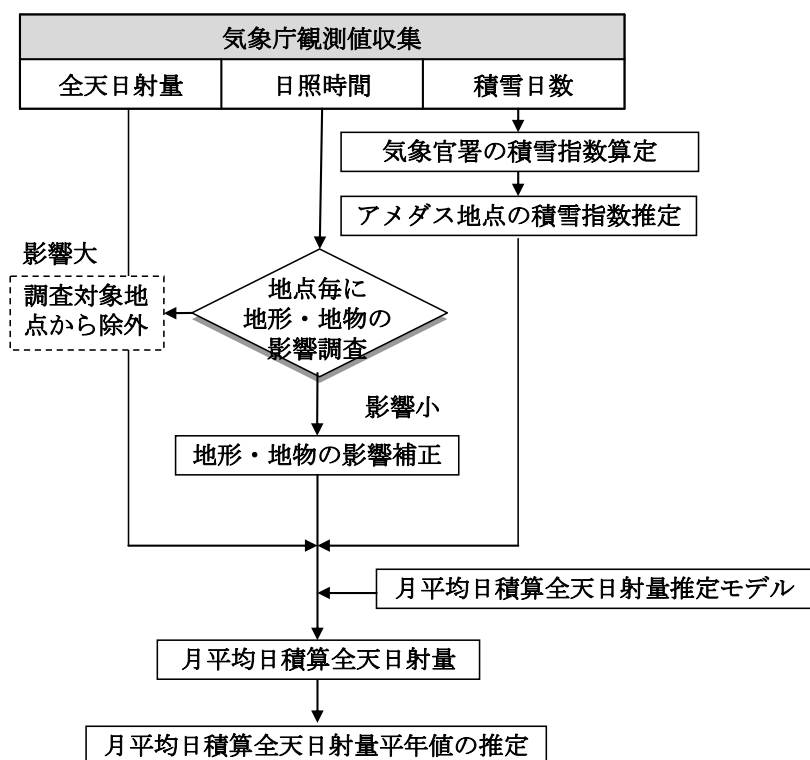 気象庁観測値収集
全天日射量 日照時間 積雪日数
気象官署の積雪指数算定
アメダス地点の積雪指数推定
影響大
調査対象地
点から除外
地点毎に
地形・地物の
影響調査
影響小
地形・地物の影響補正
月平均日積算全天日射量推定モデル
月平均日積算全天日射量
月平均日積算全天日射量平年値の推定